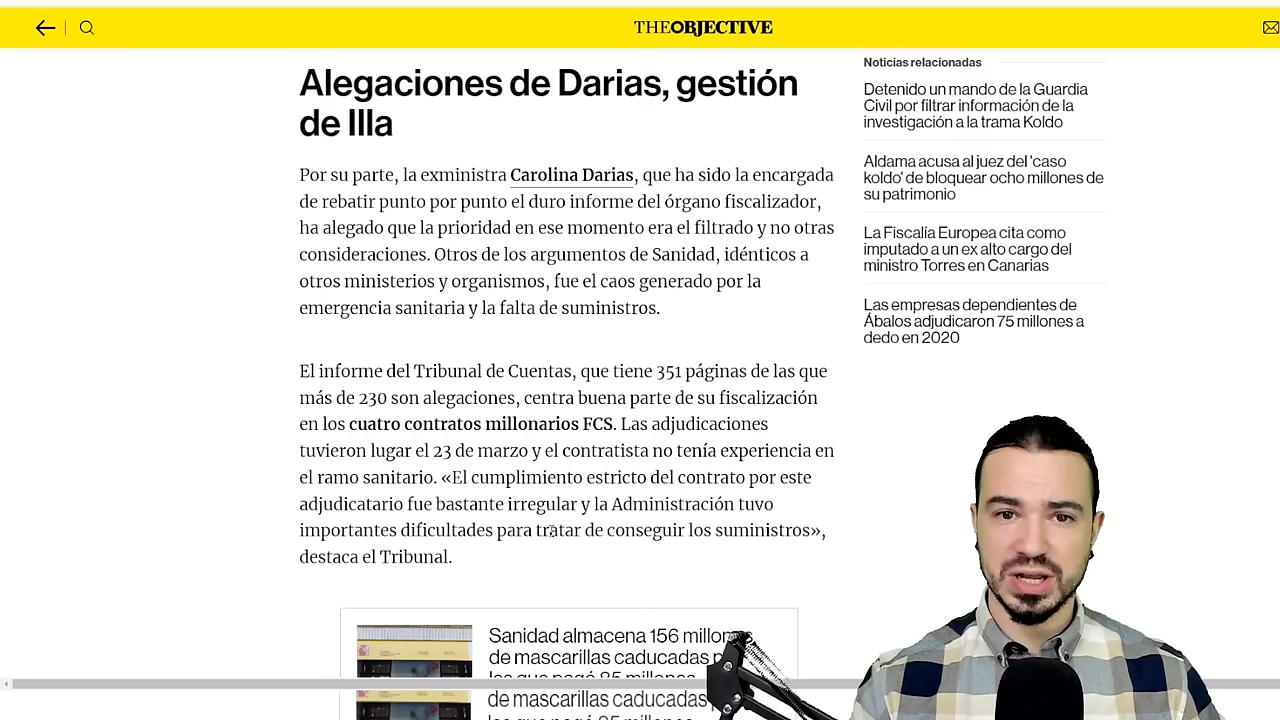 THEOBJECTIVE
Alegaciones de Darias, gestión
de Illa
Por su parte, la exministra Carolina Darias, que ha sido la encargada
de rebatir punto por punto el duro informe del órgano fiscalizador,
ha alegado que la prioridad en ese momento era el filtrado y no otras
consideraciones. Otros de los argumentos de Sanidad, idénticos a
otros ministerios y organismos, fue el caos generado por la
emergencia sanitaria y la falta de suministros.
El informe del Tribunal de Cuentas, que tiene 351 páginas de las que
más de 230 son alegaciones, centra buena parte de su fiscalización
en los cuatro contratos millonarios FCS. Las adjudicaciones
tuvieron lugar el 23 de marzo y el contratista no tenía experiencia en
el ramo sanitario. «El cumplimiento estricto del contrato por este
adjudicatario fue bastante irregular y la Administración tuvo
importantes dificultades para tratar de conseguir los suministros»,
destaca el Tribunal.
Sanidad almacena 156 millones
de mascarillas caducadas
los que pagó 85 millones
de mascarillas caducadas
Noticias relacionadas
Detenido un mando de la Guardia
Civil por filtrar información de la
investigación a la trama Koldo
Aldama acusa al juez del 'caso
koldo' de bloquear ocho millones de
su patrimonio
La Fiscalía Europea cita como
imputado a un ex alto cargo del
ministro Torres en Canarias
Las empresas dependientes de
Ábalos adjudicaron 75 millones a
dedo en 2020